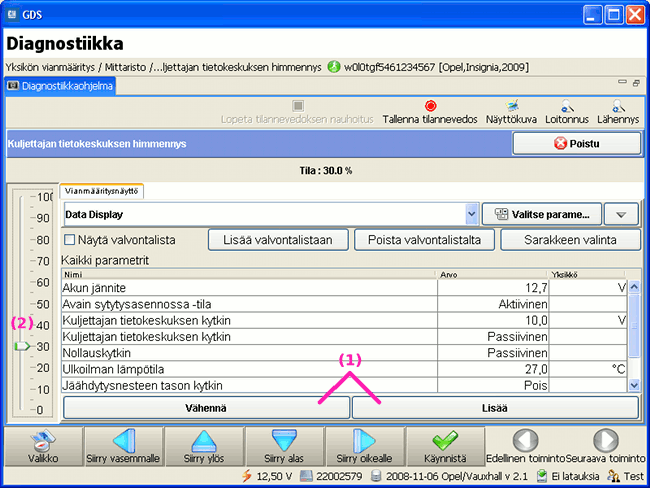 GDS
Diagnostiikka
Yksikön vianmääritys / Mittaristo /...ljettajan tietokeskuksen himmennys w0l0tgf5461234567 [Opel,Insignia,2009]
Diagnostiikkaohjelma
Lopeta tilannevedoksen nauhoitus Tallenna tilannevedos Näyttökuva Loitonnus Lähennys
Kuljettajan tietokeskuksen himmennys Poistu
Tila : 30.0 %
Vianmääritysnäyttö
Data Display Valitse parame...
Näytä valvontalista Lisää valvontalistaan Poista valvontalistalta Sarakkeen valinta
Kaikki parametrit
Nimi Arvo Yksikkö
Akun jännite 12,7 V
Avain sytytysasennossa -tila Aktiivinen
Kuljettajan tietokeskuksen kytkin 10,0 V
Kuljettajan tietokeskuksen kytkin Passiivinen
Nollauskytkin Passiivinen
Ulkoilman lämpötila 27,0 °C
Jäähdytysnesteen tason kytkin Pois
100
90
80
70
60
50
40
30
20
10
0
(2)
(1)
Vähennä Lisää
Valikko Siirry vasemmalle Siirry ylös Siirry alas Siirry oikealle Käynnistä Edellinen toiminto Seuraava toiminto
12,50 V 22002579 2008-11-06 Opel/Vauxhall v 2.1 Ei latauksia Test